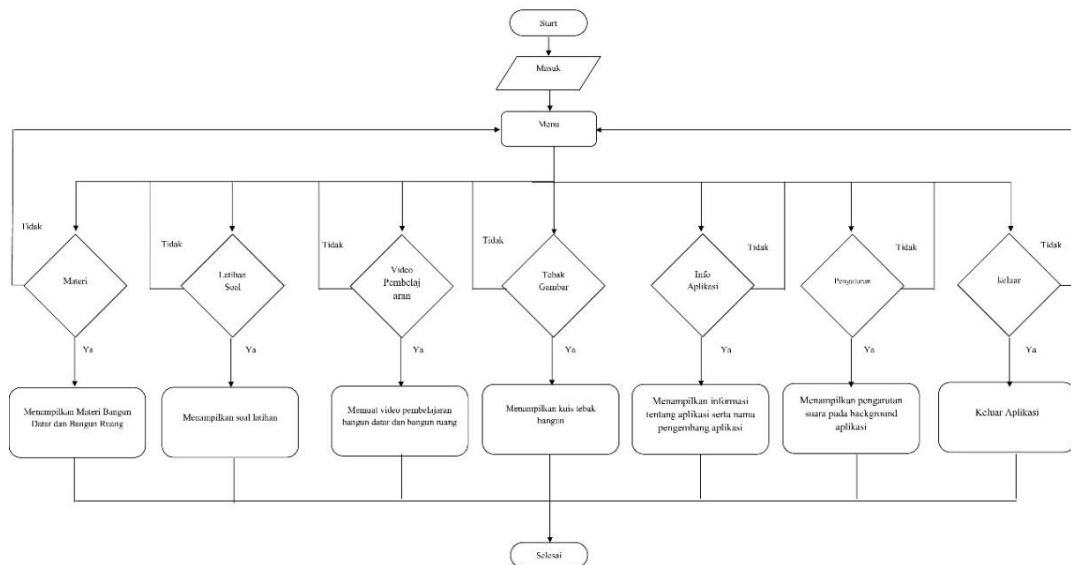 Start
Masuk
Menu
Tidak
Materi
Ya
Menampilkan Materi Bangun
Datar dan Bangun Ruang
Tidak
Latihan
Soal
Ya
Menampilkan soal latihan
Tidak
Video
Pembelaj
aran
Ya
Memuat video pembelajaran
bangun datar dan bangun ruang
Tidak
Tebak
Gambar
Ya
Menampilkan kuis tebak
bangun
Tidak
Info
Aplikasi
Ya
Menampilkan informasi
tentang aplikasi serta nama
pengembang aplikasi
Tidak
Pengaturan
Ya
Menampilkan pengaturan
suara pada background
aplikasi
Tidak
keluar
Ya
Keluar Aplikasi
Selesai